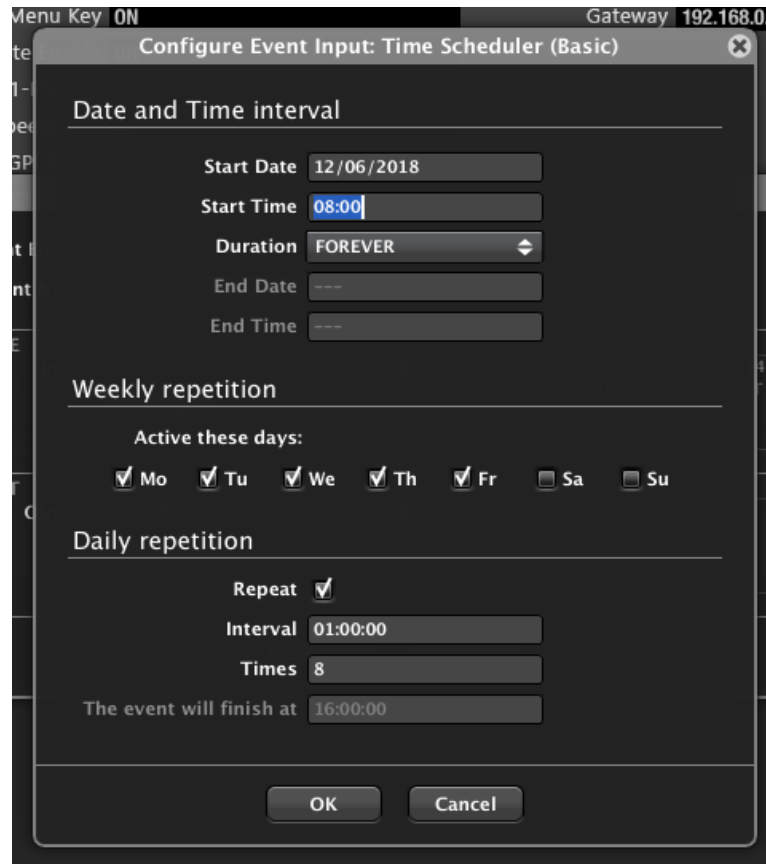 Menu Key ON Gateway 192.168.0.
Configure Event Input: Time Scheduler (Basic)
Date and Time interval
Start Date 12/06/2018
Start Time 08:00
Duration FOREVER
End Date ---
End Time ---
Weekly repetition
Active these days:
Mo Tu We Th Fr Sa Su
Daily repetition
Repeat
Interval 01:00:00
Times 8
The event will finish at 16:00:00
OK Cancel